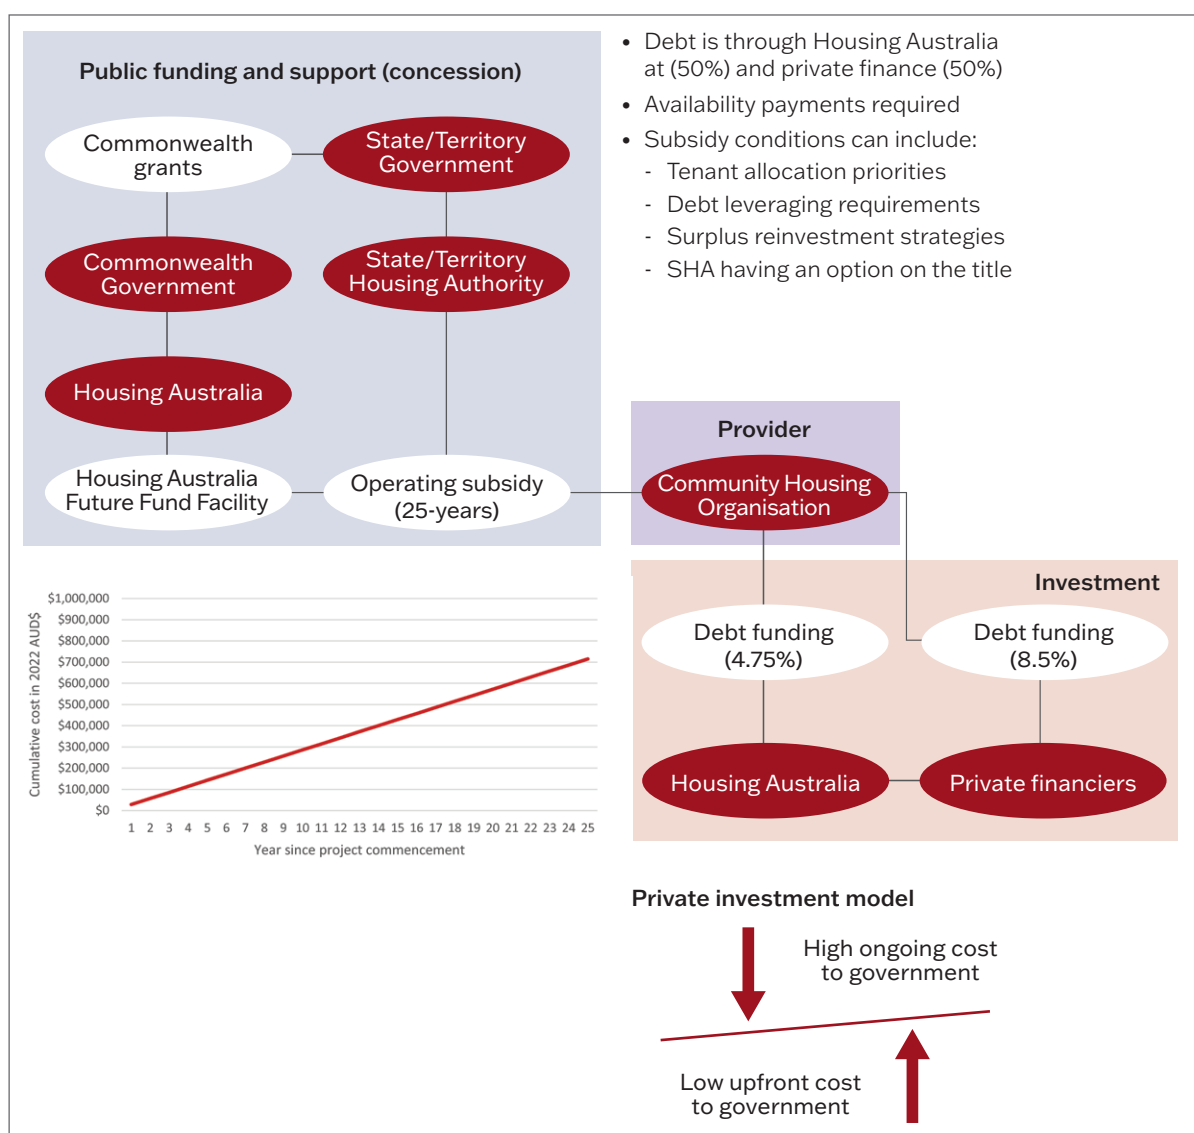 Public funding and support (concession)
Commonwealth
grants
State/Territory
Government
Commonwealth
Government
State/Territory
Housing Authority
Housing Australia
Housing Australia
Future Fund Facility
Operating subsidy
(25-years)
• Debt is through Housing Australia
at (50%) and private finance (50%)
• Availability payments required
• Subsidy conditions can include:
- Tenant allocation priorities
- Debt leveraging requirements
- Surplus reinvestment strategies
- SHA having an option on the title
Provider
Community Housing
Organisation
Investment
Debt funding
(4.75%)
Debt funding
(8.5%)
Housing Australia
Private financiers
Cumulative cost in 2022 AUD$
$1,000,000
$900,000
$800,000
$700,000
$600,000
$500,000
$400,000
$300,000
$200,000
$100,000
$0
1 2 3 4 5 6 7 8 9 10 11 12 13 14 15 16 17 18 19 20 21 22 23 24 25
Year since project commencement
Private investment model
High ongoing cost
to government
Low upfront cost
to government